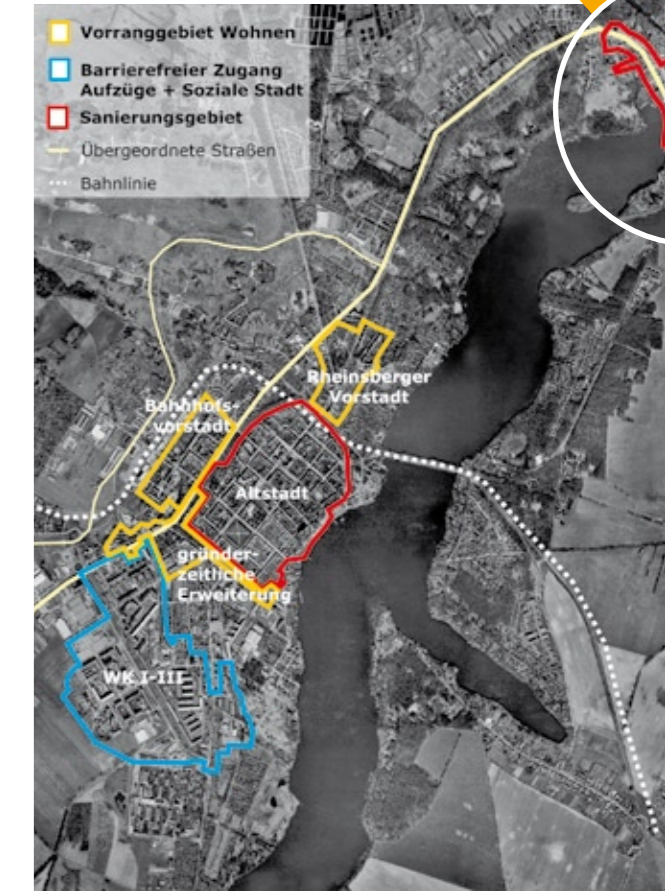 Vorranggebiet Wohnen
Barrierefreier Zugang
Aufzüge + Soziale Stadt
Sanierungsgebiet
Übergeordnete Straßen
Bahnlinie
Rheinsberger
Vorstadt
Bahnhofs-
vorstadt
Altstadt
gründer-
zeitliche
Erweiterung
WK I-III